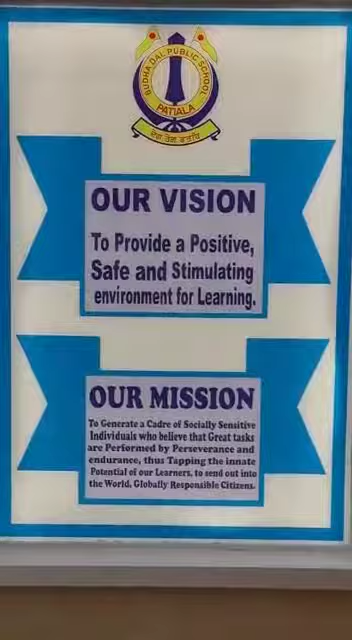 BUDHA DAL PUBLIC SCHOOL
PATIALA
OUR VISION
To Provide a Positive,
Safe and Stimulating
environment for Learning.
OUR MISSION
To Generate a Cadre of Socially Sensitive
Individuals who believe that Great tasks
are Performed by Perseverance and
endurance, thus Tapping the innate
Potential of our Learners, to send out into
the World, Globally Responsible Citizens.